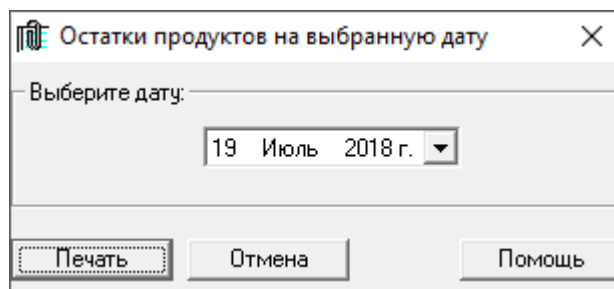 Остатки продуктов на выбранную дату
Выберите дату:
19 Июль 2018 г.
Печать Отмена Помощь